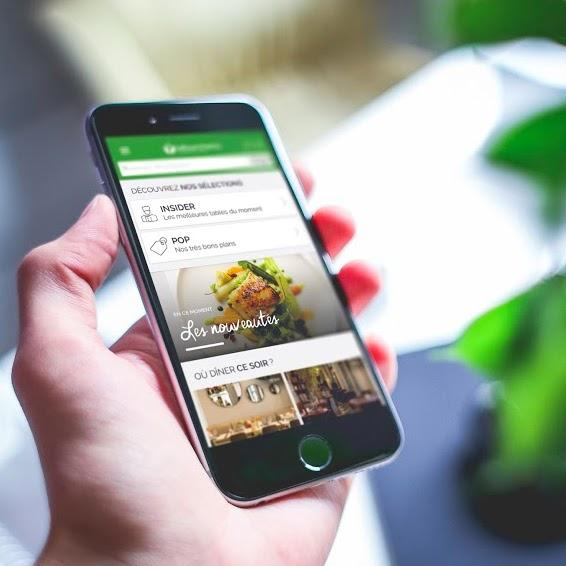 DÉCOUVREZ NOS SÉLECTIONS
INSIDER
Les meilleures tables du moment
POP
Nos très bons plans
EN CE MOMENT
Les nouveautés
OÙ DÎNER CE SOIR ?